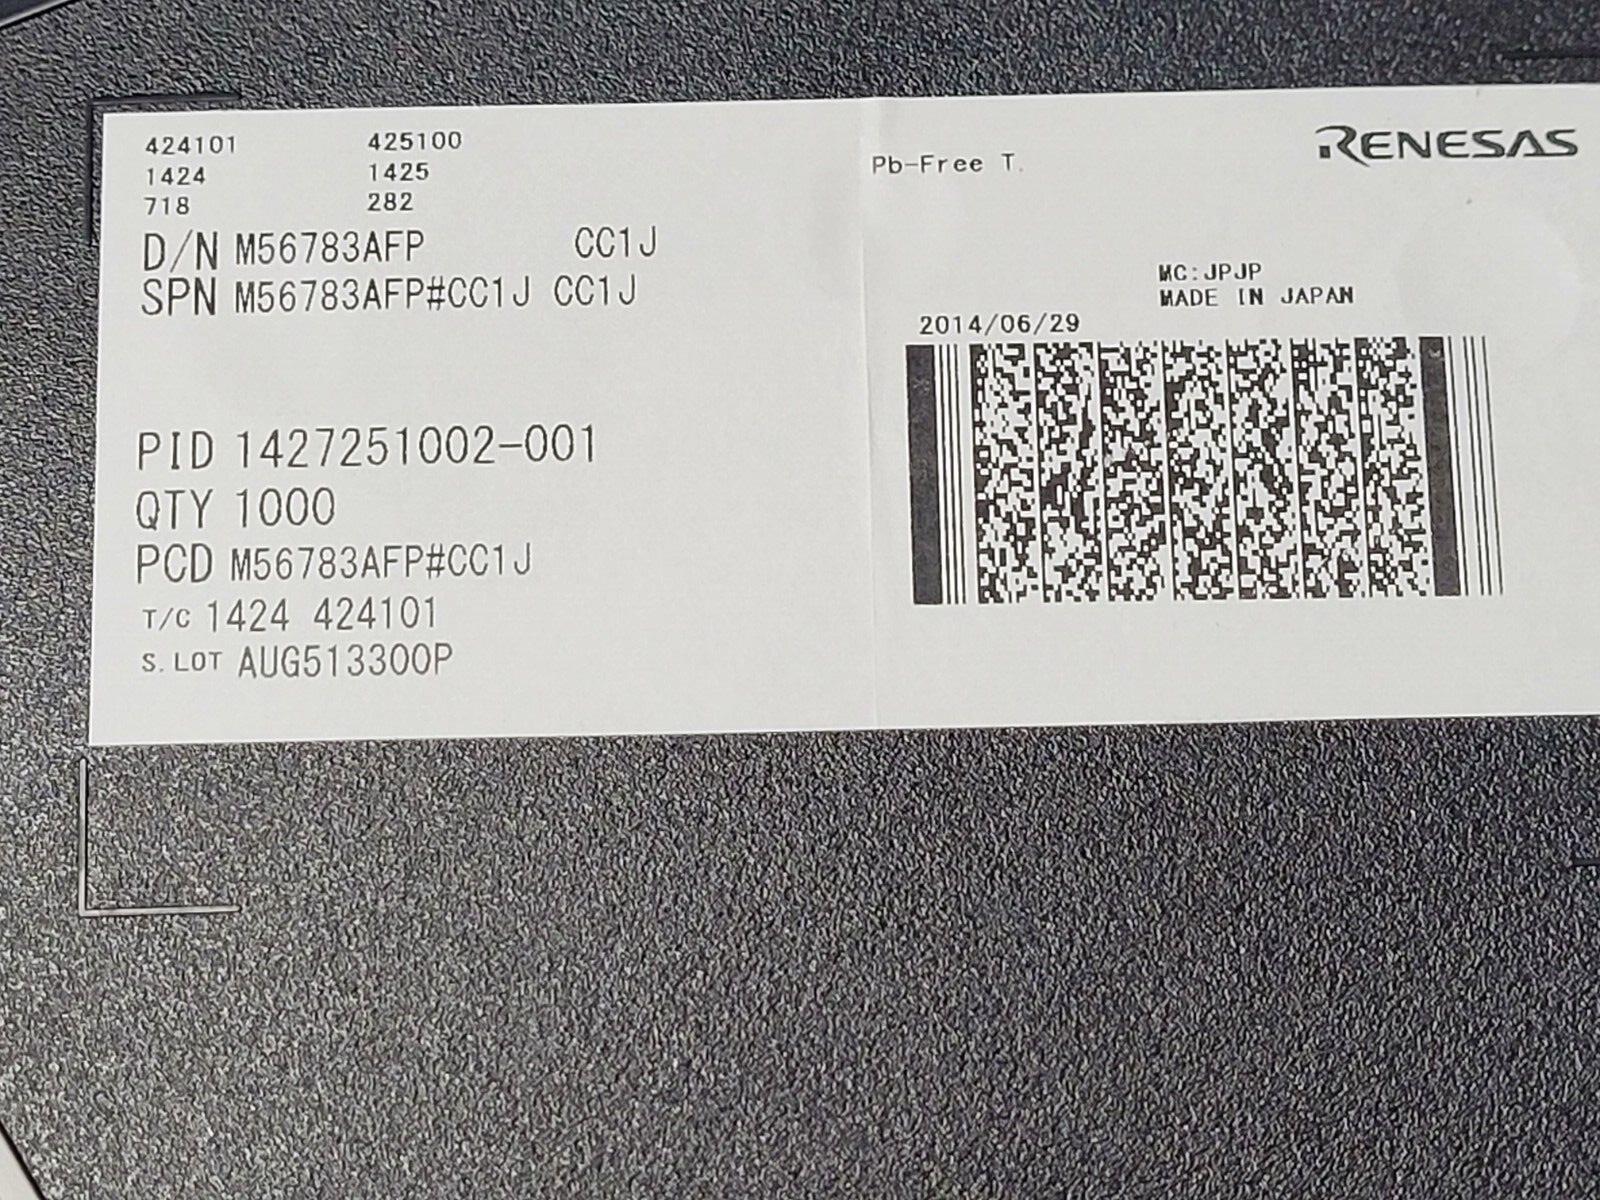 424101 425100
1424 1425
718 282
D/N M56783AFP CC1J
SPN M56783AFP#CC1J CC1J
PID 1427251002-001
QTY 1000
PCD M56783AFP#CC1J
T/C 1424 424101
S. LOT AUG513300P
Pb-Free T.
RENESAS
MC:JPJP
MADE IN JAPAN
2014/06/29